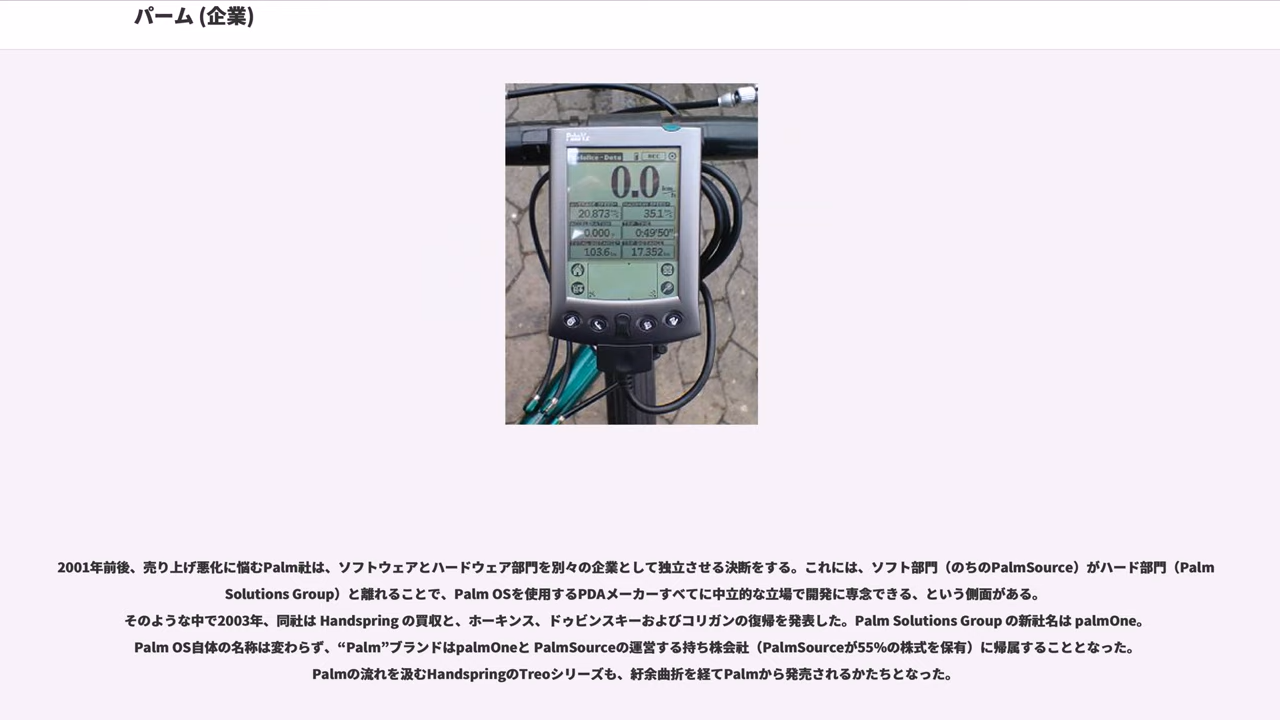 パーム (企業)
0.0
20.873
35.1
0.000
0:49'50"
103.6
17.352
2001年前後、売り上げ悪化に悩むPalm社は、ソフトウェアとハードウェア部門を別々の企業として独立させる決断をする。これには、ソフト部門（のちのPalmSource）がハード部門（Palm
Solutions Group）と離れることで、Palm OSを使用するPDAメーカーすべてに中立的な立場で開発に専念できる、という側面がある。
そのような中で2003年、同社は Handspring の買収と、ホーキンス、ドゥビンスキーおよびコリガンの復帰を発表した。Palm Solutions Group の新社名は palmOne。
Palm OS自体の名称は変わらず、“Palm”ブランドはpalmOneと PalmSourceの運営する持ち株会社（PalmSourceが55%の株式を保有）に帰属することとなった。
Palmの流れを汲むHandspringのTreoシリーズも、紆余曲折を経てPalmから発売されるかたちとなった。